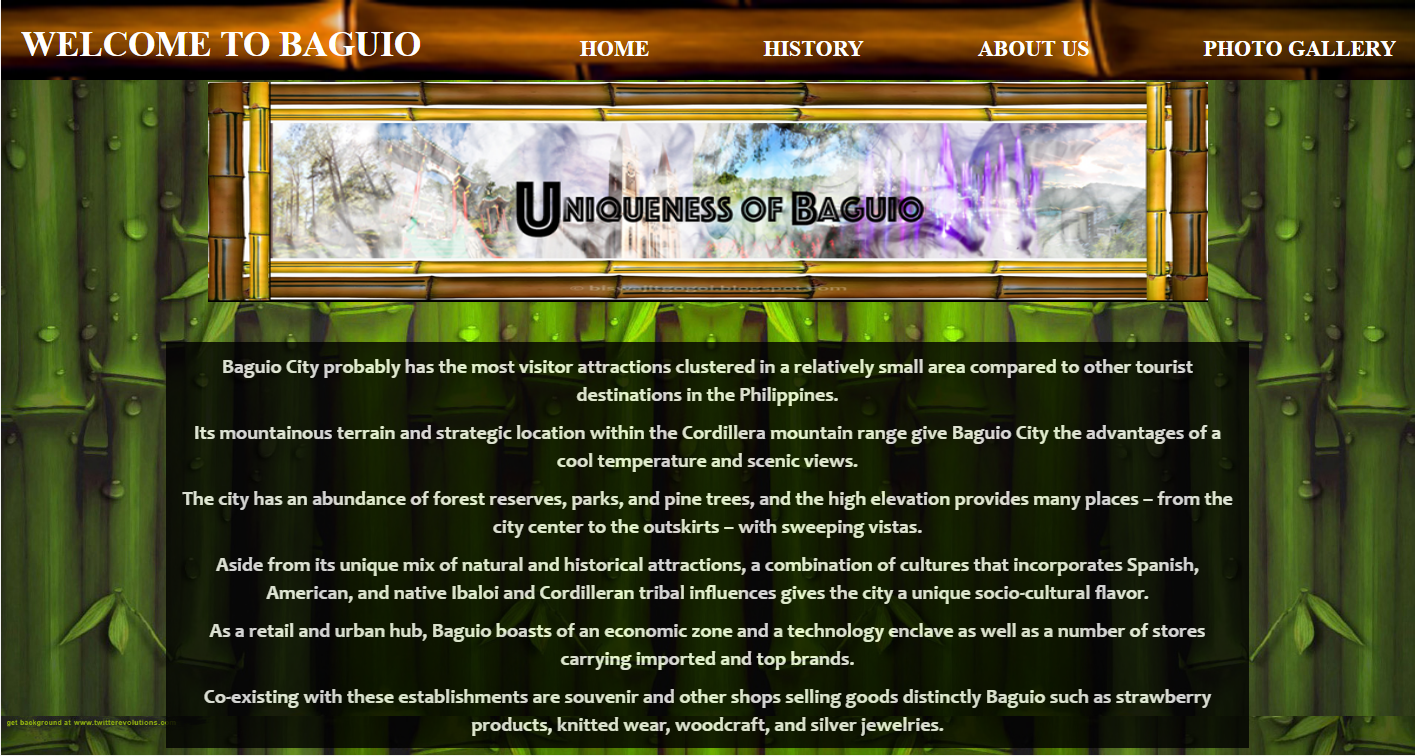 WELCOME TO BAGUIO
HOME
HISTORY
ABOUT US
PHOTO GALLERY
UNIQUENESS OF BAGUIO
© biswajitgogoi.blogspot.com
Baguio City probably has the most visitor attractions clustered in a relatively small area compared to other tourist
destinations in the Philippines.
Its mountainous terrain and strategic location within the Cordillera mountain range give Baguio City the advantages of a
cool temperature and scenic views.
The city has an abundance of forest reserves, parks, and pine trees, and the high elevation provides many places – from the
city center to the outskirts – with sweeping vistas.
Aside from its unique mix of natural and historical attractions, a combination of cultures that incorporates Spanish,
American, and native Ibaloi and Cordilleran tribal influences gives the city a unique socio-cultural flavor.
As a retail and urban hub, Baguio boasts of an economic zone and a technology enclave as well as a number of stores
carrying imported and top brands.
Co-existing with these establishments are souvenir and other shops selling goods distinctly Baguio such as strawberry
products, knitted wear, woodcraft, and silver jewelries.
get background at www.twitterevolutions.com